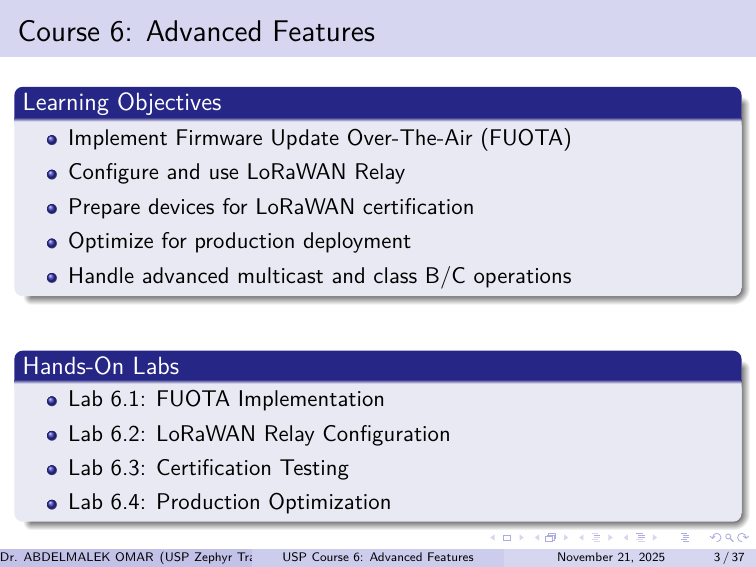 Course 6: Advanced Features
Learning Objectives
Implement Firmware Update Over-The-Air (FUOTA)
Configure and use LoRaWAN Relay
Prepare devices for LoRaWAN certification
Optimize for production deployment
Handle advanced multicast and class B/C operations
Hands-On Labs
Lab 6.1: FUOTA Implementation
Lab 6.2: LoRaWAN Relay Configuration
Lab 6.3: Certification Testing
Lab 6.4: Production Optimization
Dr. ABDELMALEK OMAR (USP Zephyr Tra USP Course 6: Advanced Features November 21, 2025 3 / 37